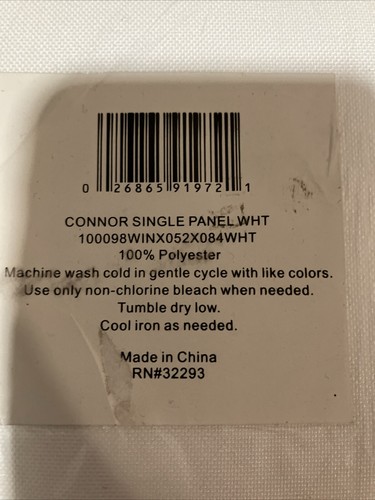 0 26865 91972 1
CONNOR SINGLE PANEL WHT
100098WINX052X084WHT
100% Polyester
Machine wash cold in gentle cycle with like colors.
Use only non-chlorine bleach when needed.
Tumble dry low.
Cool iron as needed.
Made in China
RN#32293